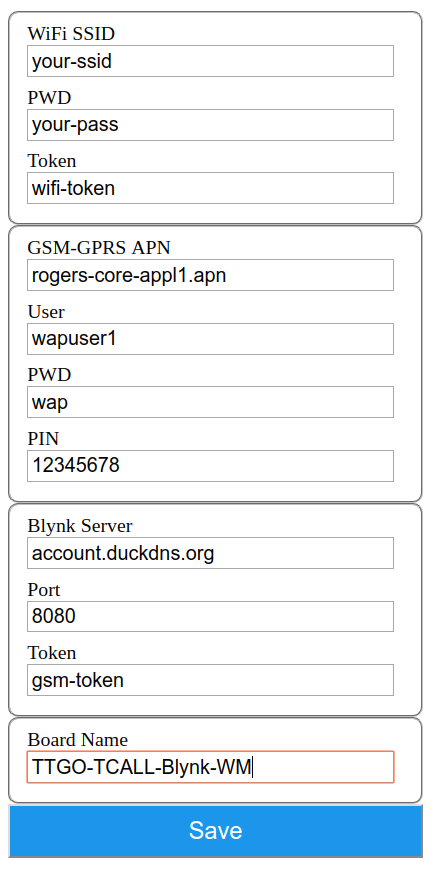 WiFi SSID
your-ssid
PWD
your-pass
Token
wifi-token
GSM-GPRS APN
rogers-core-appl1.apn
User
wapuser1
PWD
wap
PIN
12345678
Blynk Server
account.duckdns.org
Port
8080
Token
gsm-token
Board Name
TTGO-TCALL-Blynk-WM
Save